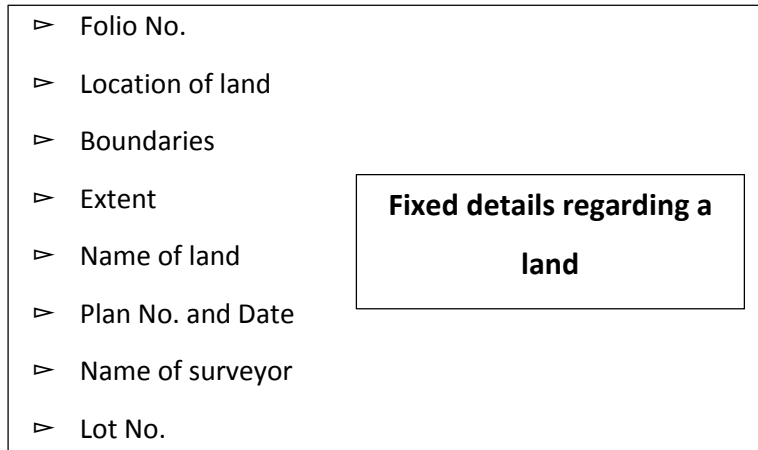 ▻ Folio No.
▻ Location of land
▻ Boundaries
▻ Extent
▻ Name of land
▻ Plan No. and Date
▻ Name of surveyor
▻ Lot No.
Fixed details regarding a
land